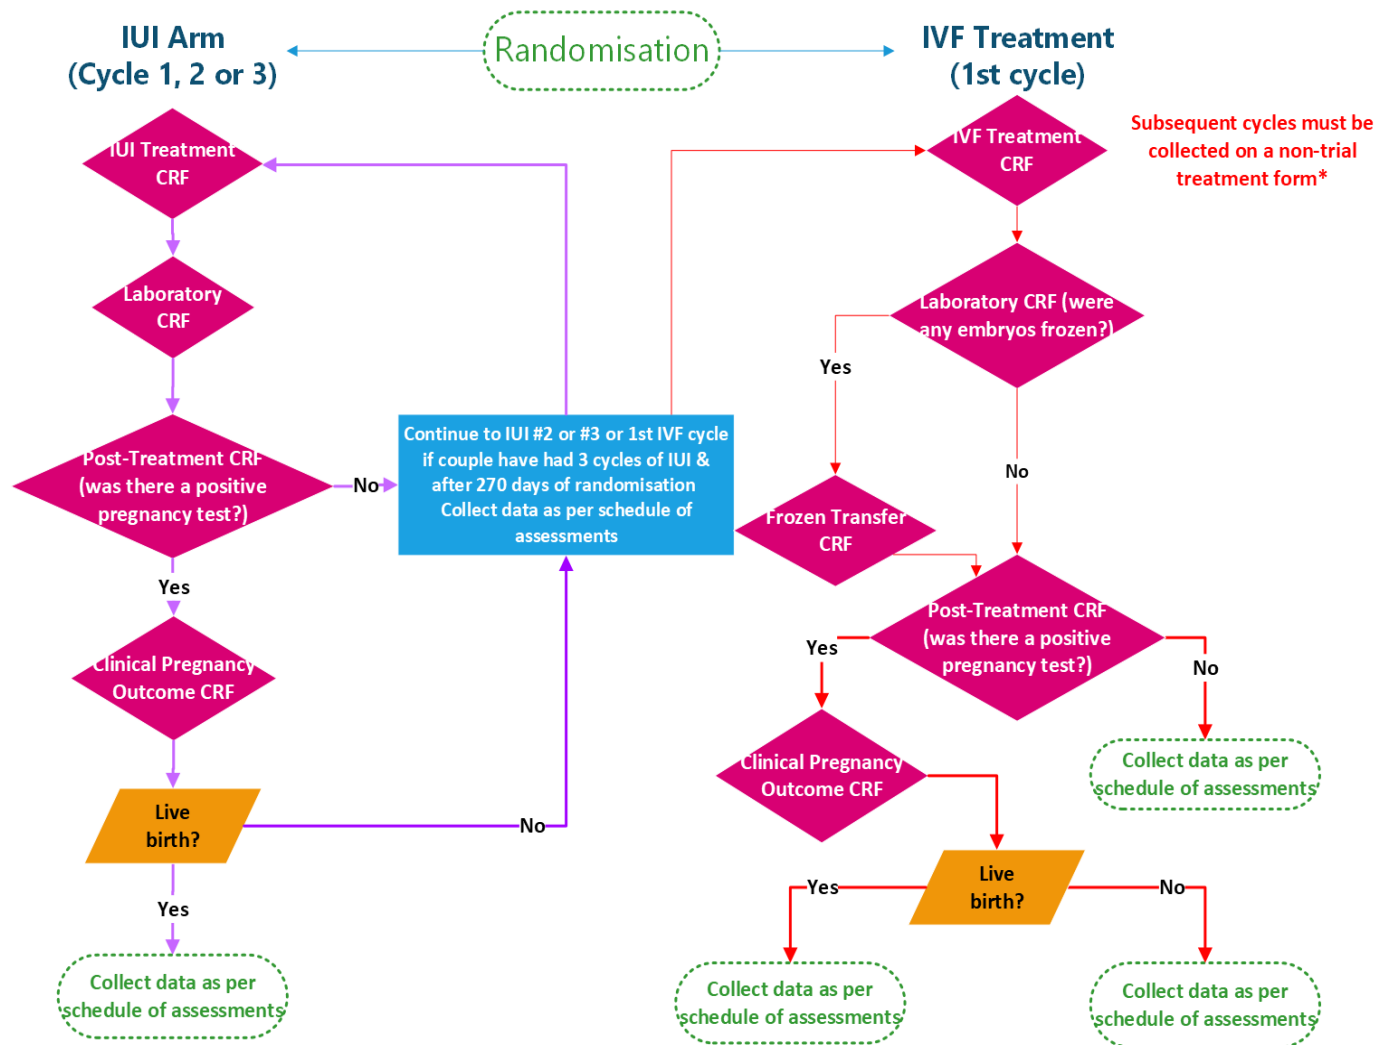 Randomisation
IUI Arm
(Cycle 1, 2 or 3)
IVF Treatment
(1st cycle)
Subsequent cycles must be
collected on a non-trial
treatment form*
IUI Treatment
CRF
Laboratory
CRF
Post-Treatment CRF
(was there a positive
pregnancy test?)
No
Yes
Clinical Pregnancy
Outcome CRF
Live
birth?
No
Yes
Collect data as per
schedule of assessments
Continue to IUI #2 or #3 or 1st IVF cycle
if couple have had 3 cycles of IUI &
after 270 days of randomisation
Collect data as per schedule of
assessments
IVF Treatment
CRF
Laboratory CRF (were
any embryos frozen?)
Yes
No
Frozen Transfer
CRF
Post-Treatment CRF
(was there a positive
pregnancy test?)
Yes
No
Collect data as per
schedule of assessments
Clinical Pregnancy
Outcome CRF
Live
birth?
Yes
No
Collect data as per
schedule of assessments
Collect data as per
schedule of assessments